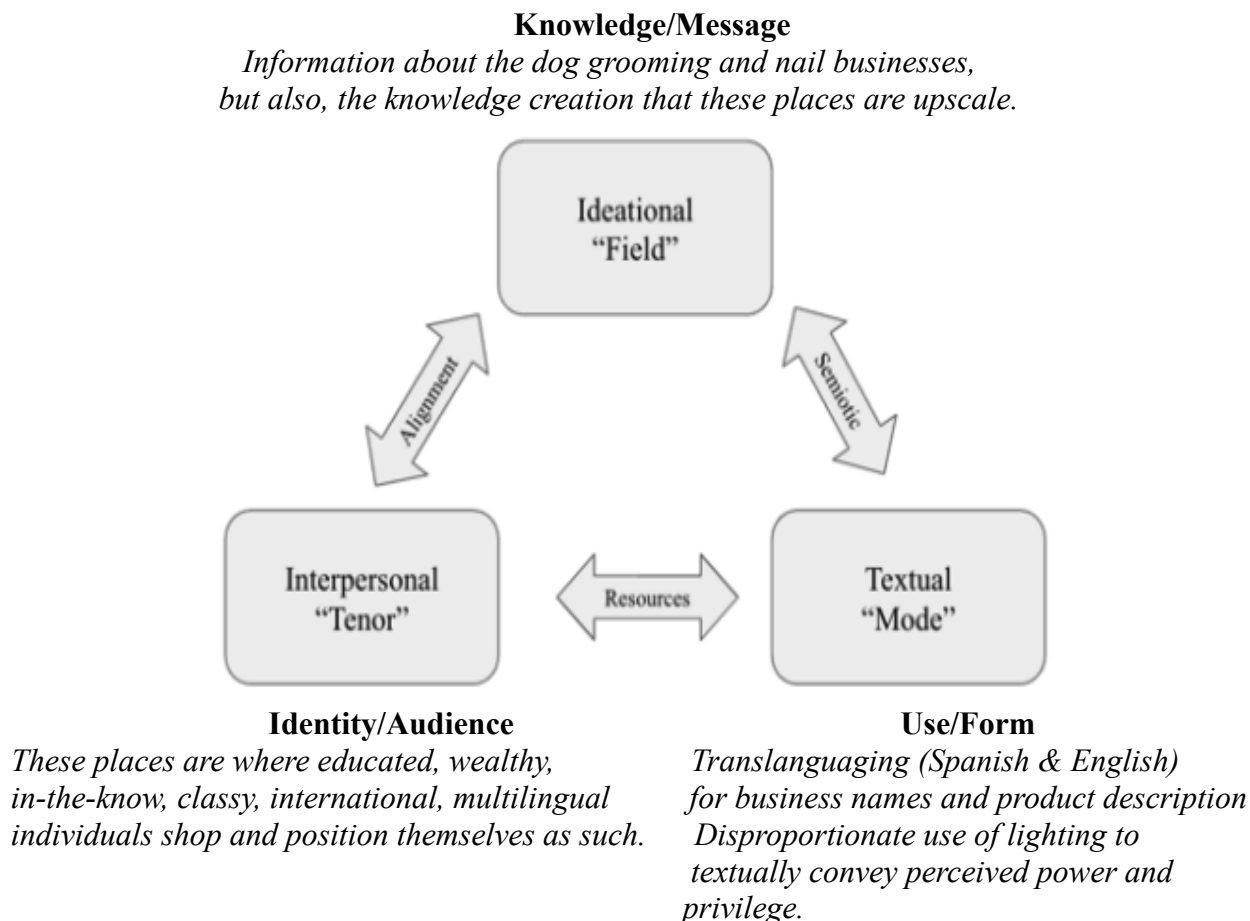 Knowledge/Message
Information about the dog grooming and nail businesses,
but also, the knowledge creation that these places are upscale.
Ideational
“Field”
Alignment
Semiotic
Interpersonal
“Tenor”
Resources
Textual
“Mode”
Identity/Audience
These places are where educated, wealthy,
in-the-know, classy, international, multilingual
individuals shop and position themselves as such.
Use/Form
Translanguaging (Spanish & English)
for business names and product description
Disproportionate use of lighting to
textually convey perceived power and
privilege.